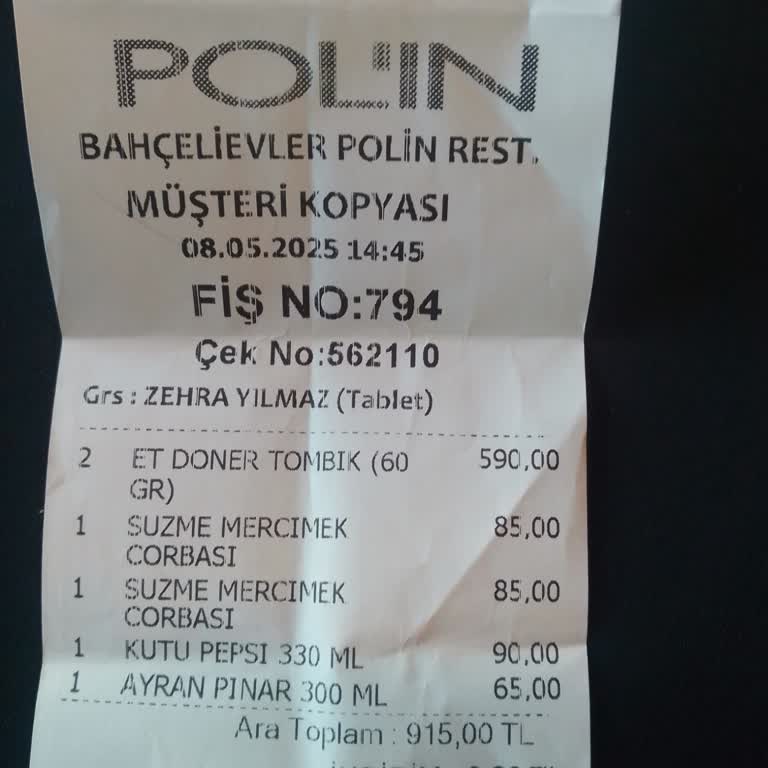 POL'IN
BAHÇELİEVLER POLİN REST.
MÜŞTERİ KOPYASI
08.05.2025 14:45
FİŞ NO:794
Çek No:562110
Grs : ZEHRA YILMAZ (Tablet)
2 ET DONER TOMBIK (60 590,00
GR)
1 SUZME MERCIMEK 85,00
CORBASI
1 SUZME MERCIMEK 85,00
CORBASI
1 KUTU PEPSI 330 ML 90,00
1 AYRAN PINAR 300 ML 65,00
Ara Toplam : 915,00 TL